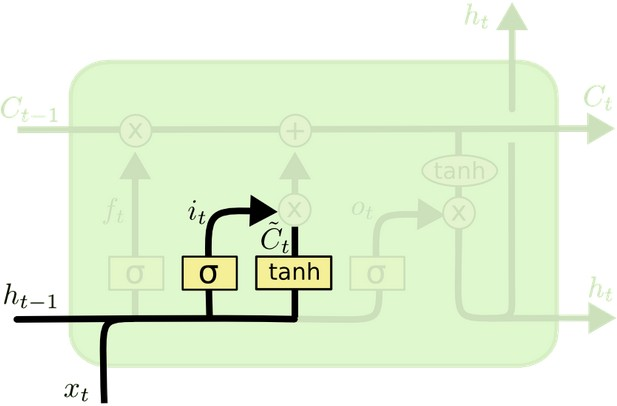 h_t
C_{t-1} x + C_t
tanh
f_t i_t x o_t x
C̃_t
σ σ tanh σ
h_{t-1} h_t
x_t